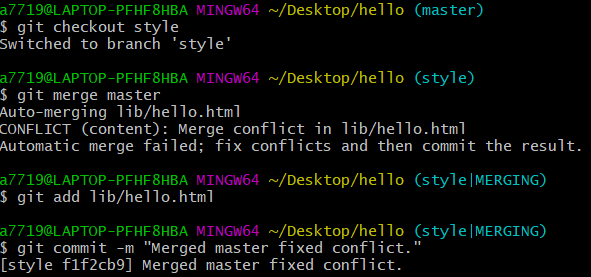 a7719@LAPTOP-PFHF8HBA MINGW64 ~/Desktop/hello (master)
$ git checkout style
Switched to branch 'style'
a7719@LAPTOP-PFHF8HBA MINGW64 ~/Desktop/hello (style)
$ git merge master
Auto-merging lib/hello.html
CONFLICT (content): Merge conflict in lib/hello.html
Automatic merge failed; fix conflicts and then commit the result.
a7719@LAPTOP-PFHF8HBA MINGW64 ~/Desktop/hello (style|MERGING)
$ git add lib/hello.html
a7719@LAPTOP-PFHF8HBA MINGW64 ~/Desktop/hello (style|MERGING)
$ git commit -m "Merged master fixed conflict."
[style f1f2cb9] Merged master fixed conflict.